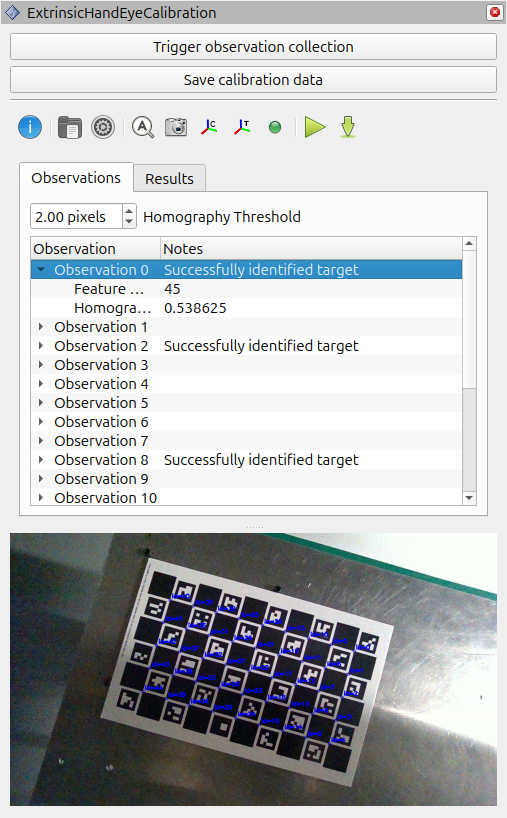 ExtrinsicHandEyeCalibration
Trigger observation collection
Save calibration data
Observations
Results
2.00 pixels
Homography Threshold
Observation Notes
Observation 0 Successfully identified target
Feature ... 45
Homogra... 0.538625
Observation 1
Observation 2 Successfully identified target
Observation 3
Observation 4
Observation 5
Observation 6
Observation 7
Observation 8 Successfully identified target
Observation 9
Observation 10